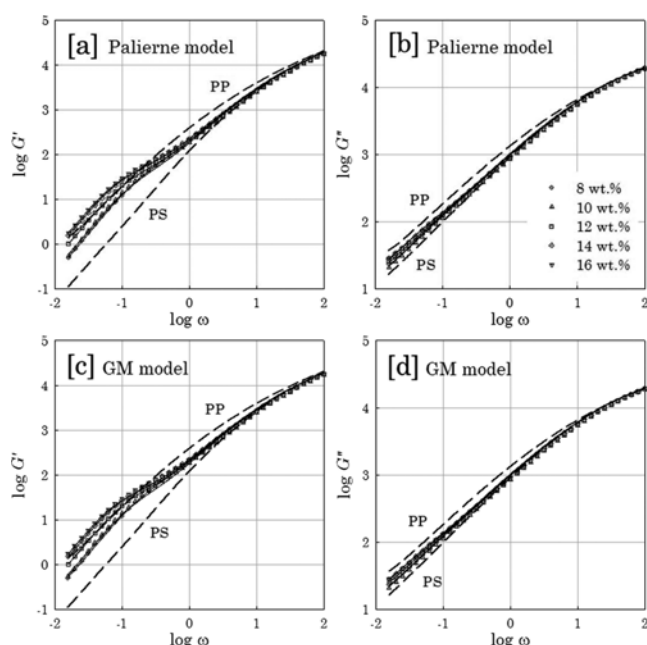 [a] Palierne model
PP
PS
5
4
3
2
1
0
-1
-2
-1
0
1
2
log G'
log ω
[b] Palierne model
PP
PS
8 wt.%
10 wt.%
12 wt.%
14 wt.%
16 wt.%
5
4
3
2
1
-2
-1
0
1
2
log G"
log ω
[c] GM model
PP
PS
5
4
3
2
1
0
-1
-2
-1
0
1
2
log G'
log ω
[d] GM model
PP
PS
5
4
3
2
1
-2
-1
0
1
2
log G"
log ω